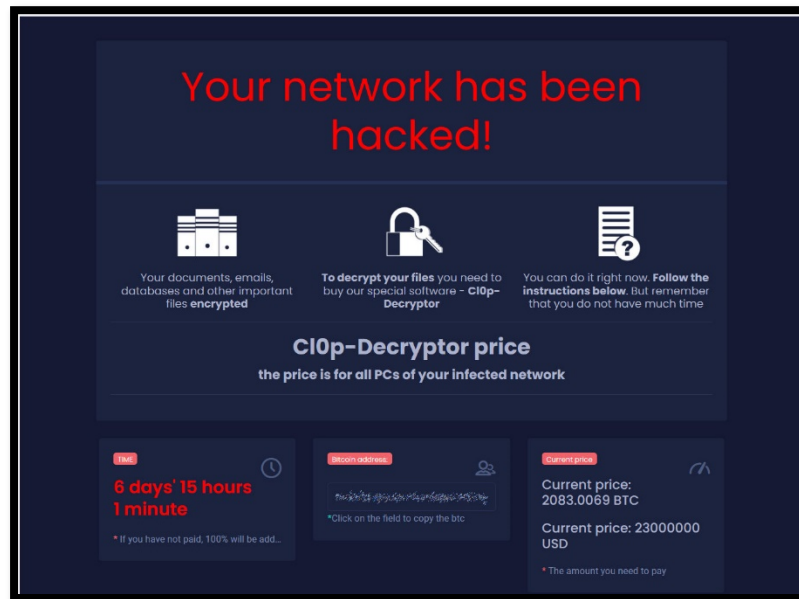 Your network has been
hacked!
Your documents, emails,
databases and other important
files encrypted
To decrypt your files you need to
buy our special software - Cl0p-
Decryptor
You can do it right now. Follow the
instructions below. But remember
that you do not have much time
Cl0p-Decryptor price
the price is for all PCs of your infected network
TIME
6 days' 15 hours
1 minute
* If you have not paid, 100% will be add...
Bitcoin address:
*Click on the field to copy the btc
Current price
Current price:
2083.0069 BTC
Current price: 23000000
USD
* The amount you need to pay